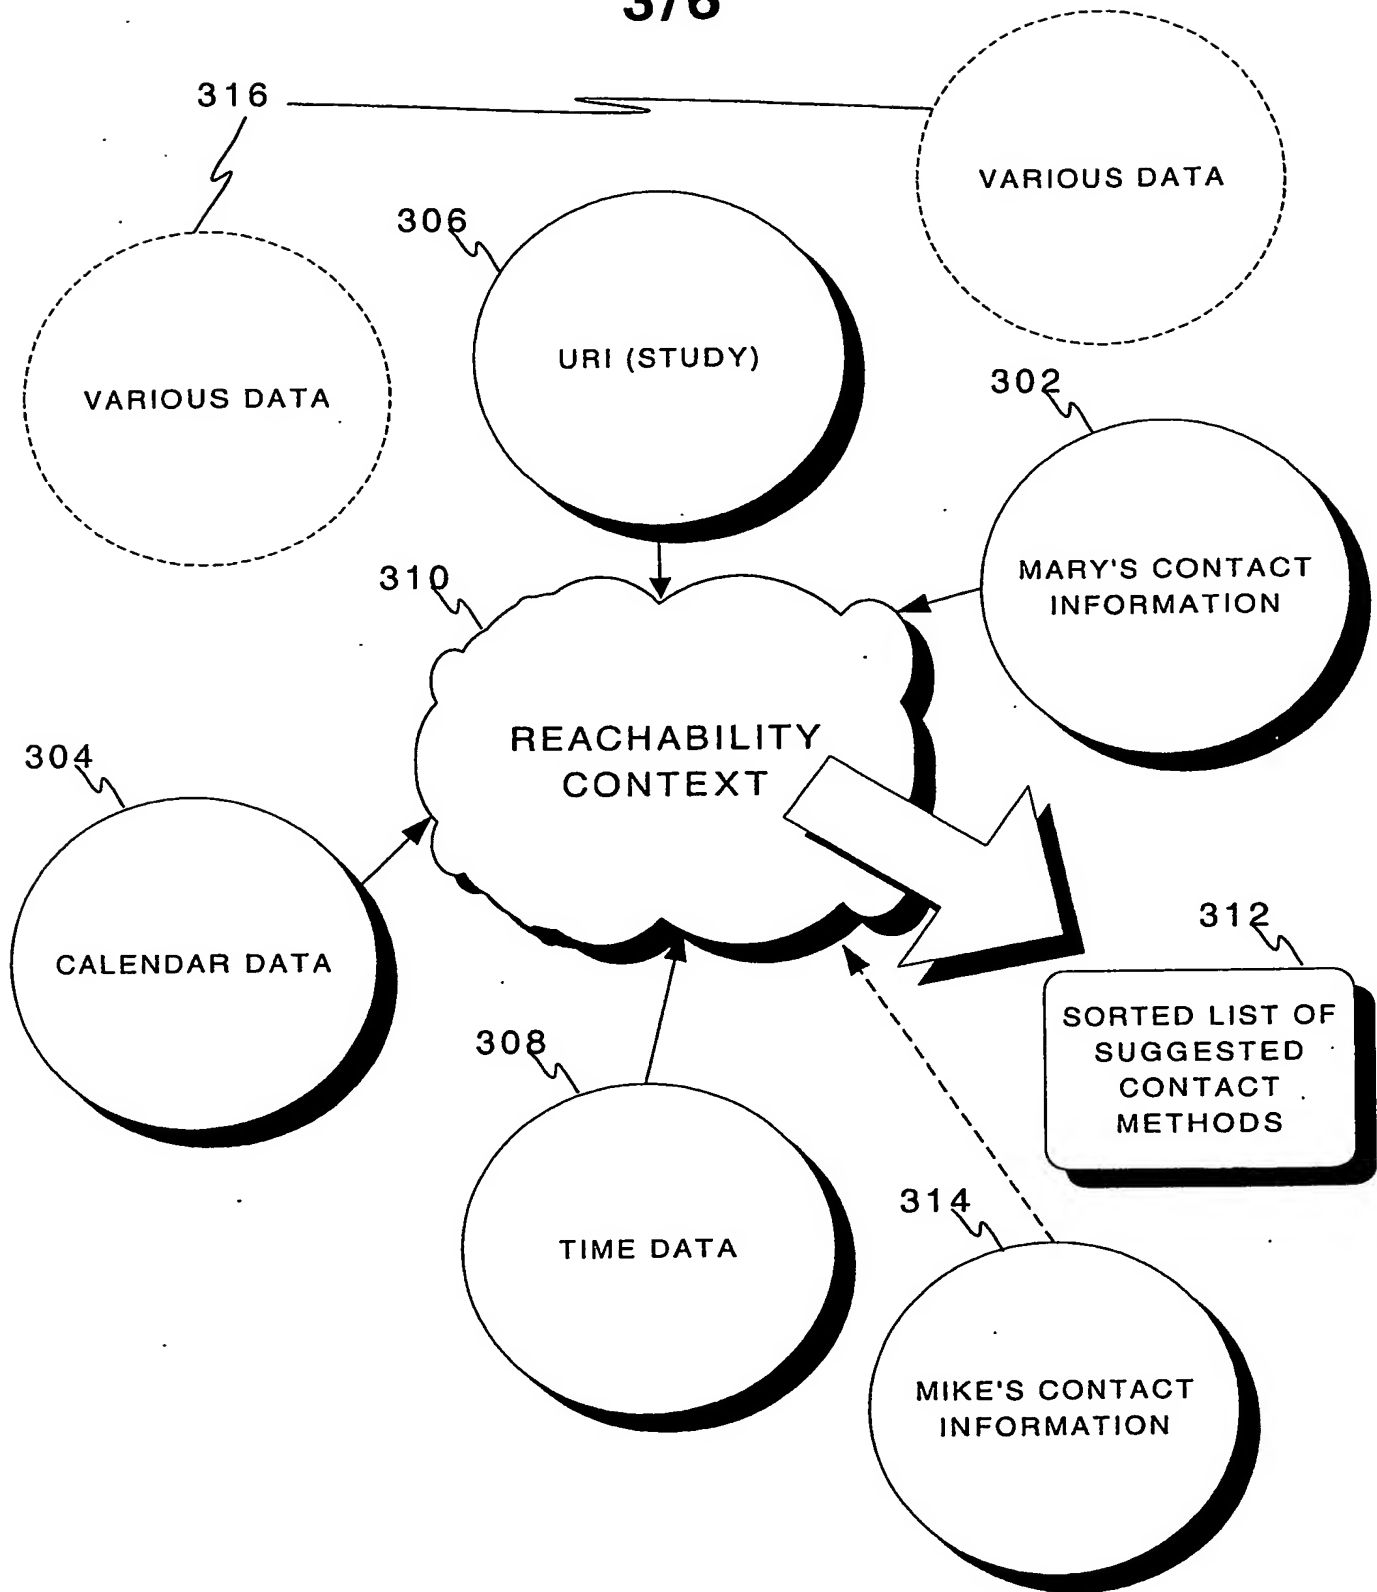 3/6
316
VARIOUS DATA
306
URI (STUDY)
302
VARIOUS DATA
310
MARY'S CONTACT
INFORMATION
REACHABILITY
CONTEXT
304
CALENDAR DATA
312
SORTED LIST OF
SUGGESTED
CONTACT
METHODS
308
TIME DATA
314
MIKE'S CONTACT
INFORMATION